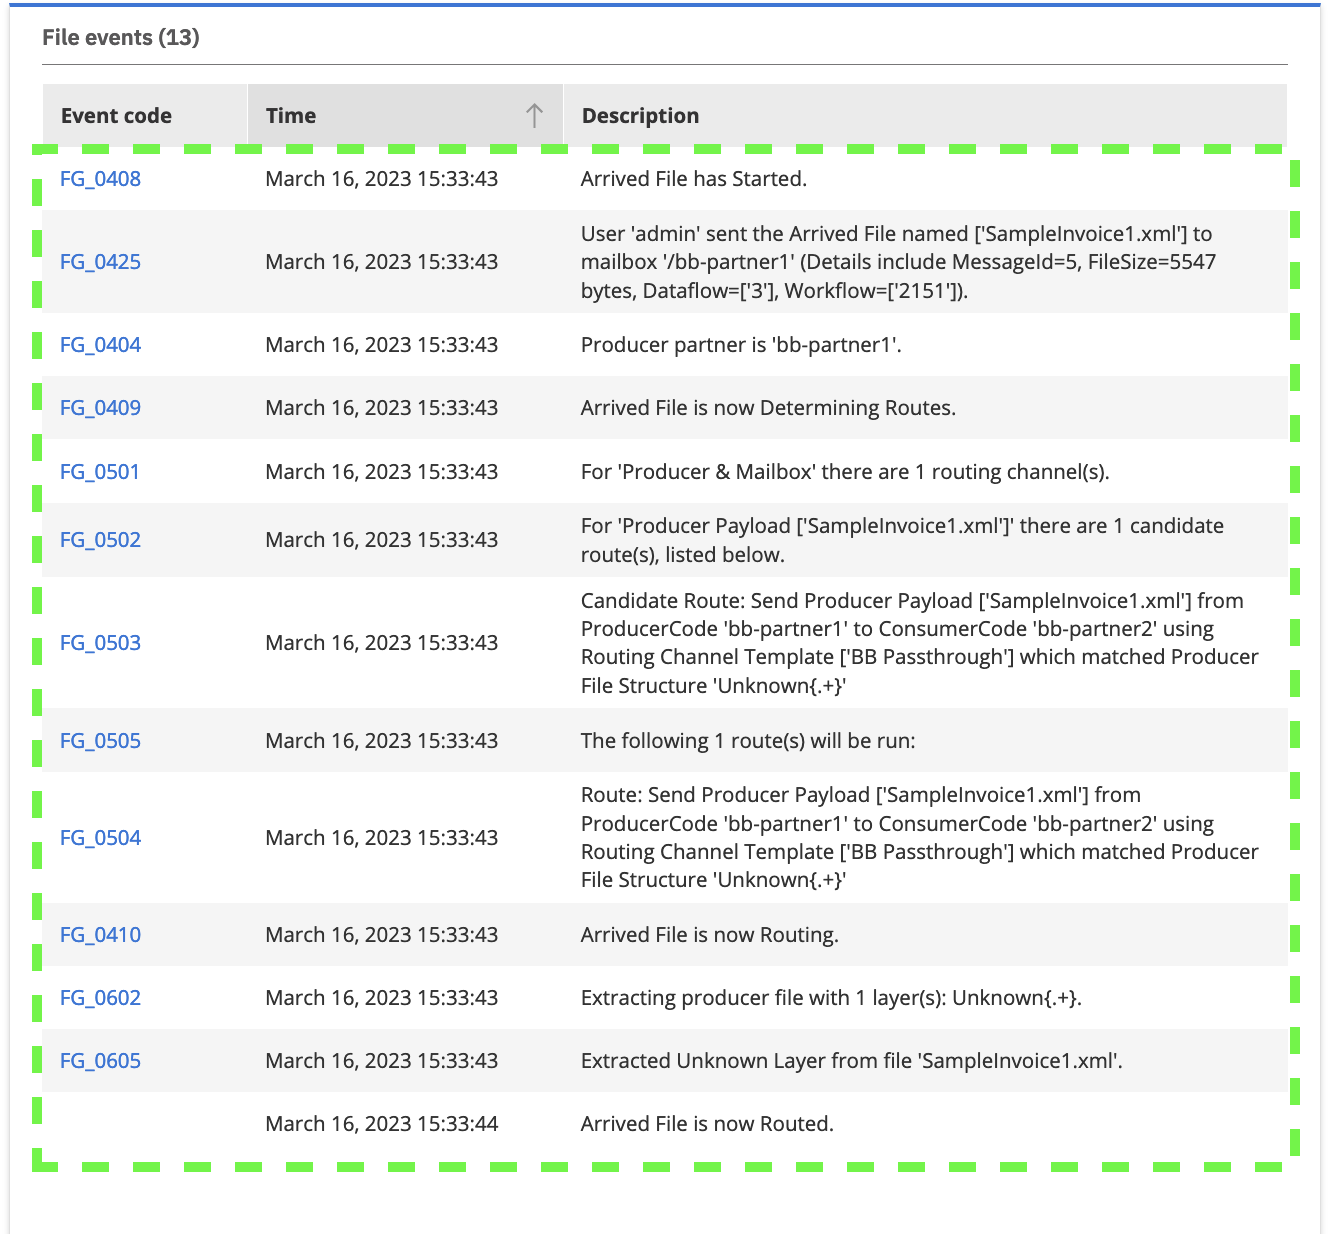 File events (13)
Event code Time Description
FG_0408 March 16, 2023 15:33:43 Arrived File has Started.
User 'admin' sent the Arrived File named ['SampleInvoice1.xml'] to
FG_0425 March 16, 2023 15:33:43 mailbox '/bb-partner1' (Details include MessageId=5, FileSize=5547
bytes, Dataflow=['3'], Workflow=['2151']).
FG_0404 March 16, 2023 15:33:43 Producer partner is 'bb-partner1'.
FG_0409 March 16, 2023 15:33:43 Arrived File is now Determining Routes.
FG_0501 March 16, 2023 15:33:43 For 'Producer & Mailbox' there are 1 routing channel(s).
FG_0502 March 16, 2023 15:33:43 For 'Producer Payload ['SampleInvoice1.xml']' there are 1 candidate
route(s), listed below.
Candidate Route: Send Producer Payload ['SampleInvoice1.xml'] from
ProducerCode 'bb-partner1' to ConsumerCode 'bb-partner2' using
FG_0503 March 16, 2023 15:33:43 Routing Channel Template ['BB Passthrough'] which matched Producer
File Structure 'Unknown{.+}'
FG_0505 March 16, 2023 15:33:43 The following 1 route(s) will be run:
Route: Send Producer Payload ['SampleInvoice1.xml'] from
ProducerCode 'bb-partner1' to ConsumerCode 'bb-partner2' using
FG_0504 March 16, 2023 15:33:43 Routing Channel Template ['BB Passthrough'] which matched Producer
File Structure 'Unknown{.+}'
FG_0410 March 16, 2023 15:33:43 Arrived File is now Routing.
FG_0602 March 16, 2023 15:33:43 Extracting producer file with 1 layer(s): Unknown{.+}.
FG_0605 March 16, 2023 15:33:43 Extracted Unknown Layer from file 'SampleInvoice1.xml'.
March 16, 2023 15:33:44 Arrived File is now Routed.